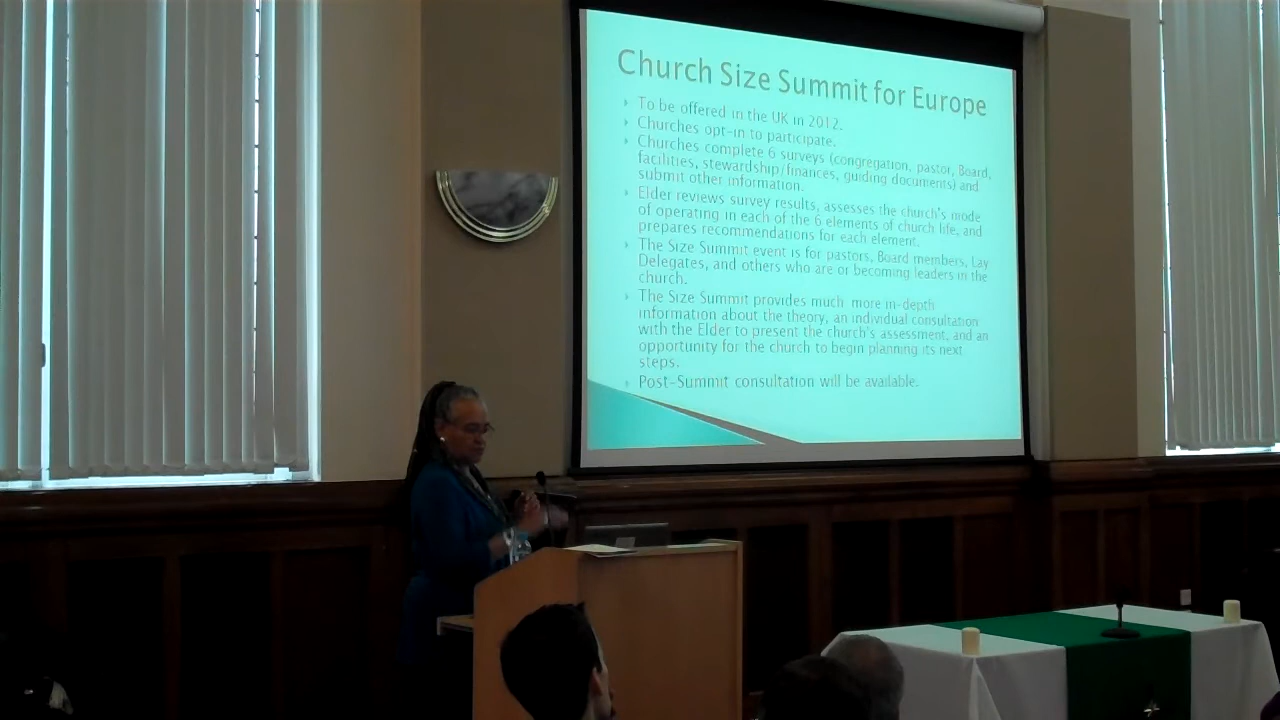 Church Size Summit for Europe
To be offered in the UK in 2012.
Churches opt-in to participate.
Churches complete 6 surveys (congregation, pastor, Board,
facilities, stewardship/finances, guiding documents) and
submit other information.
Elder reviews survey results, assesses the church's mode
of operating in each of the 6 elements of church life, and
prepares recommendations for each element.
The Size Summit event is for pastors, Board members, Lay
Delegates, and others who are or becoming leaders in the
church.
The Size Summit provides much more in-depth
information about the theory, an individual consultation
with the Elder to present the church's assessment, and an
opportunity for the church to begin planning its next
steps.
Post-Summit consultation will be available.